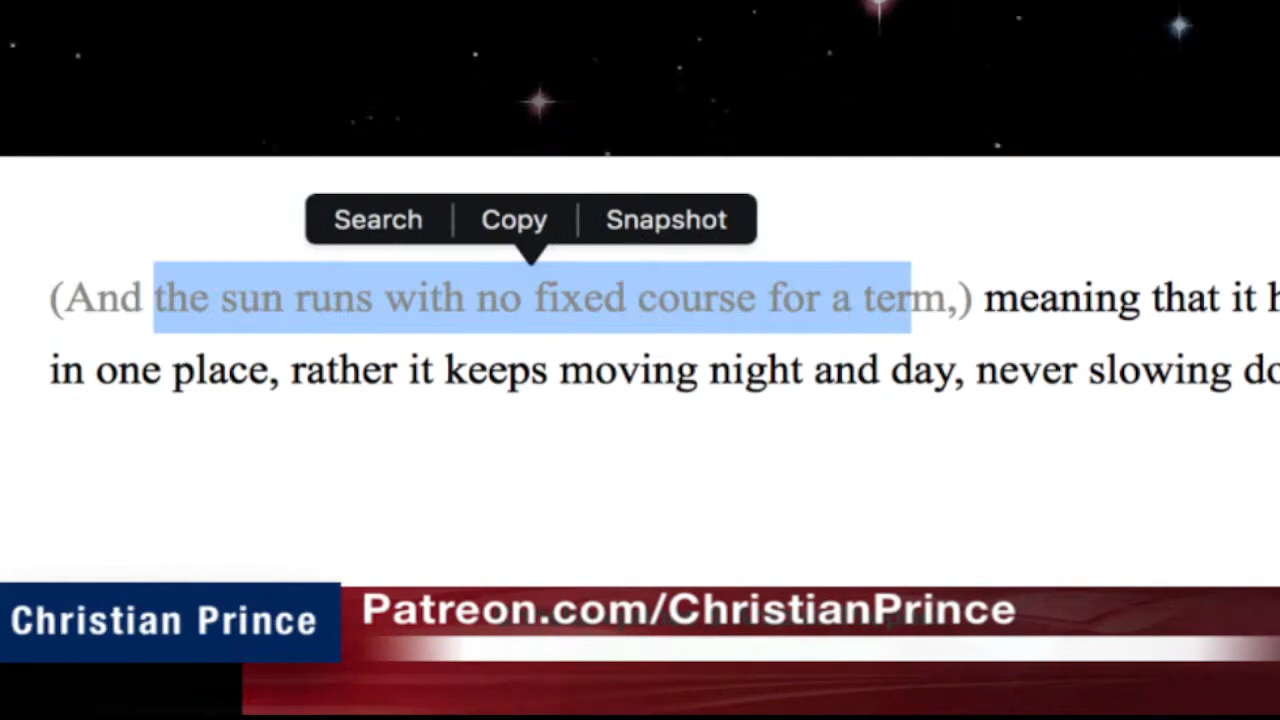 Search Copy Snapshot
(And the sun runs with no fixed course for a term,) meaning that it h
in one place, rather it keeps moving night and day, never slowing do
Christian Prince
Patreon.com/ChristianPrince